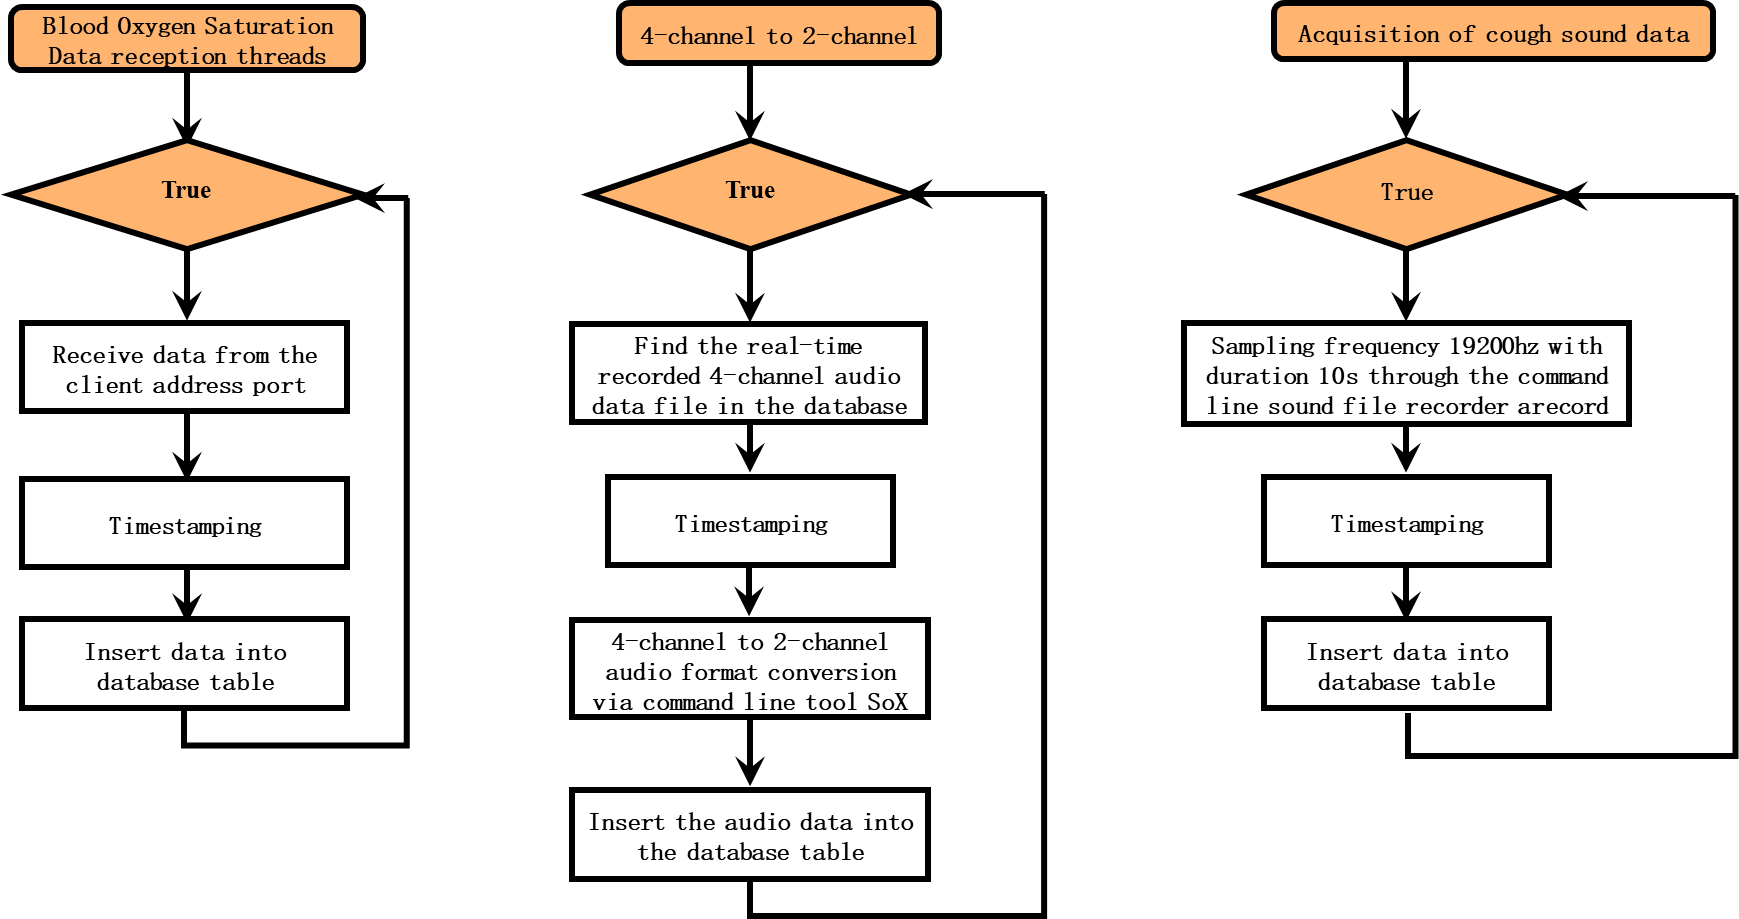 Blood Oxygen Saturation
Data reception threads
True
Receive data from the
client address port
Timestamping
Insert data into
database table
4-channel to 2-channel
True
Find the real-time
recorded 4-channel audio
data file in the database
Timestamping
4-channel to 2-channel
audio format conversion
via command line tool SoX
Insert the audio data into
the database table
Acquisition of cough sound data
True
Sampling frequency 19200hz with
duration 10s through the command
line sound file recorder arecord
Timestamping
Insert data into
database table